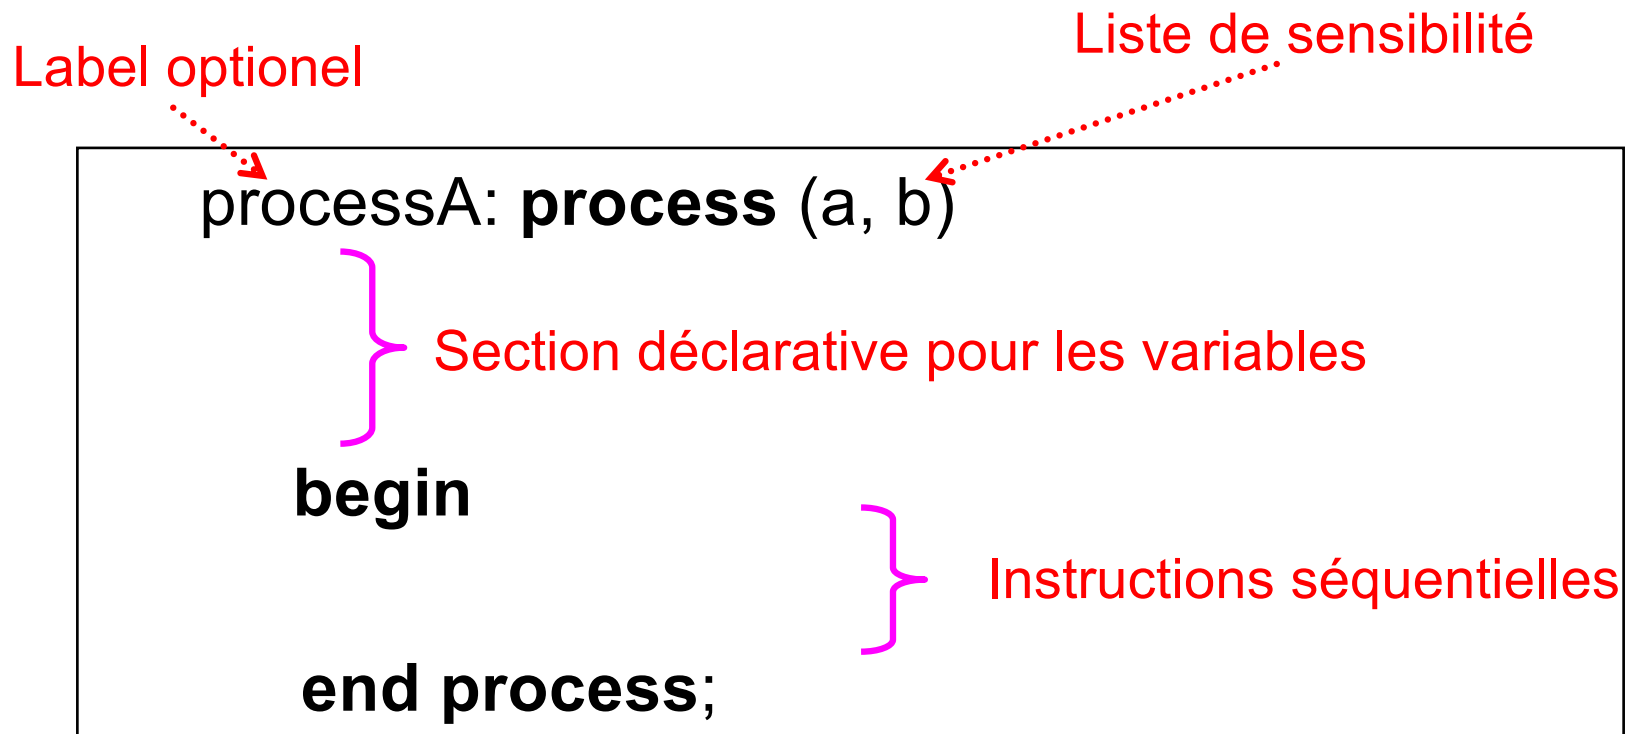 Liste de sensibilité
Label optionel
processA: process (a, b)
Section déclarative pour les variables
begin
Instructions séquentielles
end process;